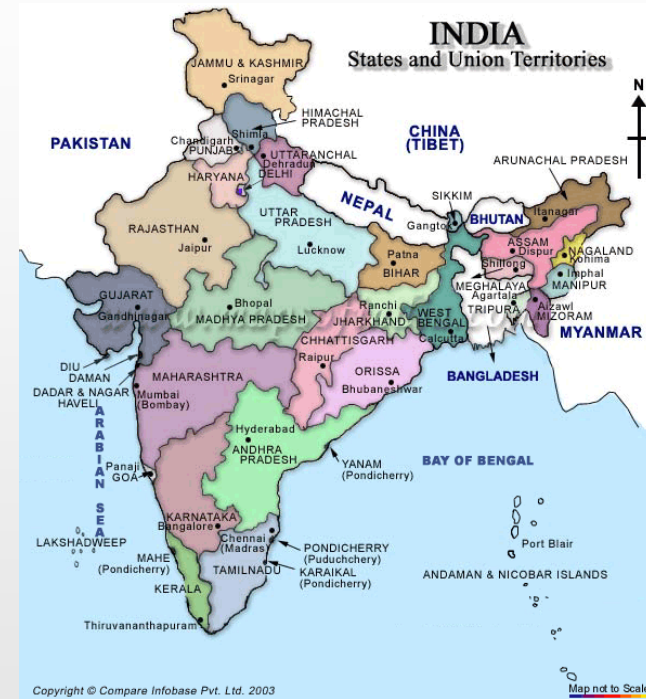 INDIA
States and Union Territories
N
JAMMU & KASHMIR
Srinagar
HIMACHAL
PRADESH
PAKISTAN
CHINA
(TIBET)
Chandigarh
Shimla
PUNJAB
UTTARANCHAL
Dehradun
HARYANA
DELHI
ARUNACHAL PRADESH
NEPAL
SIKKIM
Gangtok
BHUTAN
Itanagar
RAJASTHAN
Jaipur
UTTAR
PRADESH
Lucknow
Patna
BIHAR
ASSAM
Dispur
NAGALAND
Kohima
Shillong
MEGHALAYA
Imphal
MANIPUR
Agartala
TRIPURA
Aizawl
MIZORAM
GUJARAT
Gandhinagar
Bhopal
MADHYA PRADESH
Ranchi
JHARKHAND
WEST
BENGAL
Calcutta
MYANMAR
CHHATTISGARH
Raipur
ORISSA
Bhubaneshwar
BANGLADESH
DIU
DAMAN
DADAR & NAGAR
HAVELI
MAHARASHTRA
Mumbai
(Bombay)
ARABIAN SEA
Hyderabad
ANDHRA
PRADESH
YANAM
(Pondicherry)
BAY OF BENGAL
Panaji
GOA
KARNATAKA
Bangalore
LAKSHADWEEP
Chennai
(Madras)
PONDICHERRY
(Puduchchery)
Port Blair
MAHE
(Pondicherry)
TAMILNADU
KARAIKAL
(Pondicherry)
ANDAMAN & NICOBAR ISLANDS
KERALA
Thiruvananthapuram
Copyright © Compare Infobase Pvt. Ltd. 2003
Map not to Scale